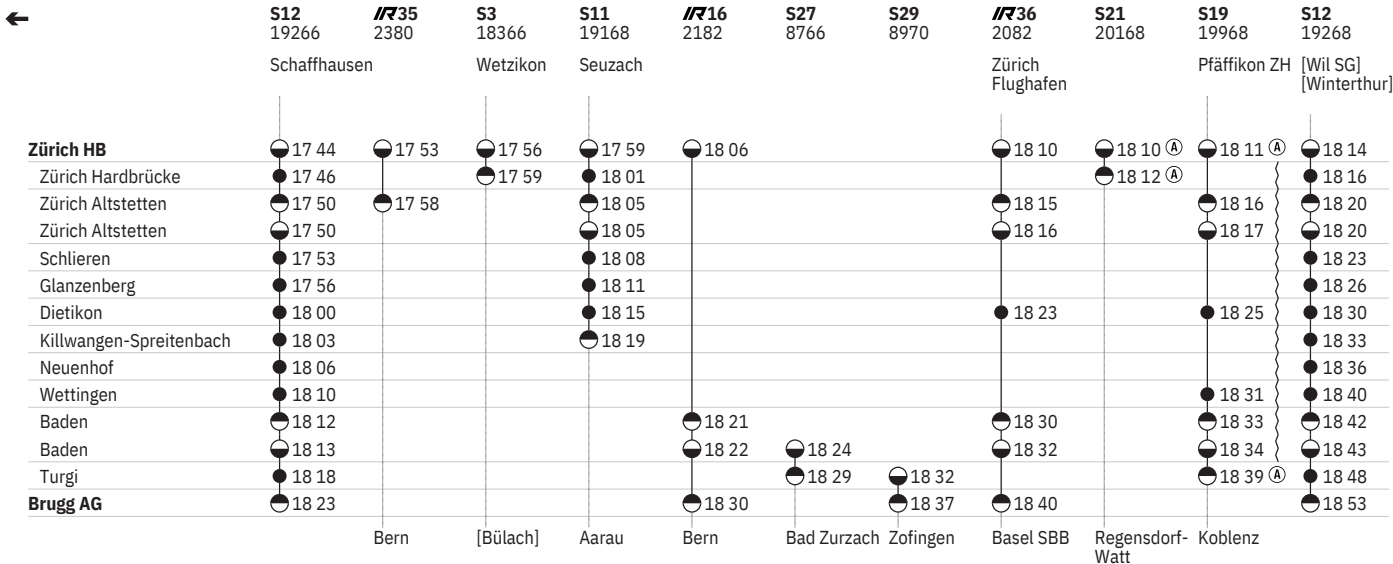 ← S12 IR35 S3 S11 IR16 S27 S29 IR36 S21 S19 S12
19266 2380 18366 19168 2182 8766 8970 2082 20168 19968 19268
Schaffhausen Wetzikon Seuzach Zürich Pfäffikon ZH [Wil SG]
Flughafen [Winterthur]
Zürich HB 17 44 17 53 17 56 17 59 18 06 18 10 18 10 Ⓐ 18 11 Ⓐ 18 14
Zürich Hardbrücke 17 46 17 59 18 01 18 12 Ⓐ 18 16
Zürich Altstetten 17 50 17 58 18 05 18 15 18 16 18 20
Zürich Altstetten 17 50 18 05 18 16 18 17 18 20
Schlieren 17 53 18 08 18 23
Glanzenberg 17 56 18 11 18 26
Dietikon 18 00 18 15 18 23 18 25 18 30
Killwangen-Spreitenbach 18 03 18 19 18 33
Neuenhof 18 06 18 36
Wettingen 18 10 18 31 18 40
Baden 18 12 18 21 18 30 18 33 18 42
Baden 18 13 18 22 18 24 18 32 18 34 18 43
Turgi 18 18 18 29 18 32 18 39 Ⓐ 18 48
Brugg AG 18 23 18 30 18 37 18 40 18 53
Bern [Bülach] Aarau Bern Bad Zurzach Zofingen Basel SBB Regensdorf- Koblenz
Watt